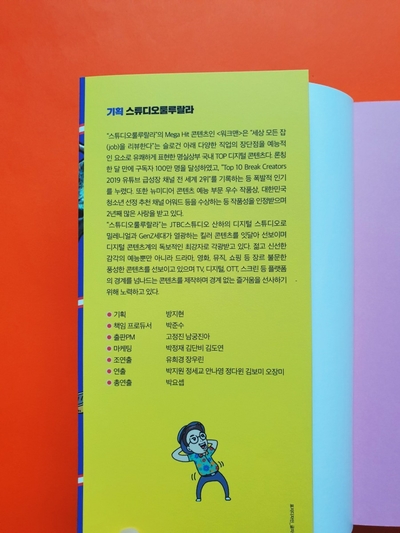 기획 스튜디오룰루랄라
"스튜디오룰루랄라"의 Mega Hit 콘텐츠인 <워크맨>은 "세상 모든 잡
(job)을 리뷰한다"는 슬로건 아래 다양한 직업의 장단점을 예능적
인 요소로 유쾌하게 표현한 명실상부 국내 TOP 디지털 콘텐츠다. 론칭
한 달 만에 구독자 100만 명을 달성하였고, "Top 10 Break Creators
2019 유튜브 급성장 채널 전 세계 2위"를 기록하는 등 폭발적 인기
를 누렸다. 또한 뉴미디어 콘텐츠 예능 부문 우수 작품상, 대한민국
청소년 선정 추천 채널 어워드 등을 수상하는 등 작품성을 인정받으며
2년째 많은 사랑을 받고 있다.
"스튜디오룰루랄라"는 JTBC스튜디오 산하의 디지털 스튜디오로
밀레니얼과 GenZ세대가 열광하는 킬러 콘텐츠를 잇달아 선보이며
디지털 콘텐츠계의 독보적인 최강자로 각광받고 있다. 젊고 신선한
감각의 예능뿐만 아니라 드라마, 영화, 뮤직, 쇼핑 등 장르 불문한
풍성한 콘텐츠를 선보이고 있으며 TV, 디지털, OTT, 스크린 등 플랫폼
의 경계를 넘나드는 콘텐츠를 제작하며 경계 없는 즐거움을 선사하기
위해 노력하고 있다.
● 기획 방지현
● 책임 프로듀서 박준수
● 출판PM 고정진 남궁진아
● 마케팅 박정재 김단비 김도연
● 조연출 유희경 장우린
● 연출 박지원 정세교 안나영 정다윈 김보미 오장미
● 총연출 박요셉